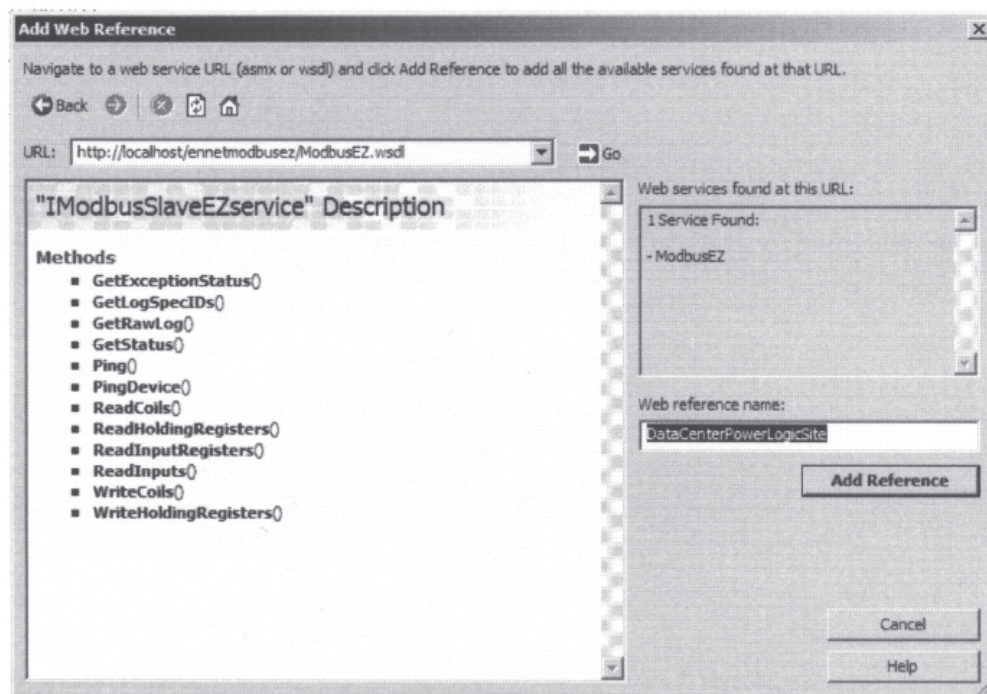 Add Web Reference
Navigate to a web service URL (asmx or wsdl) and click Add Reference to add all the available services found at that URL.
Back
URL: http://localhost/ennetmodbusez/ModbusEZ.wsdl Go
"IModbusSlaveEZservice" Description
Methods
GetExceptionStatus()
GetLogSpecIDs()
GetRawLog()
GetStatus()
Ping()
PingDevice()
ReadCoils()
ReadHoldingRegisters()
ReadInputRegisters()
ReadInputs()
WriteCoils()
WriteHoldingRegisters()
Web services found at this URL:
1 Service Found:
- ModbusEZ
Web reference name:
DataCenterPowerLogicSite
Add Reference
Cancel
Help